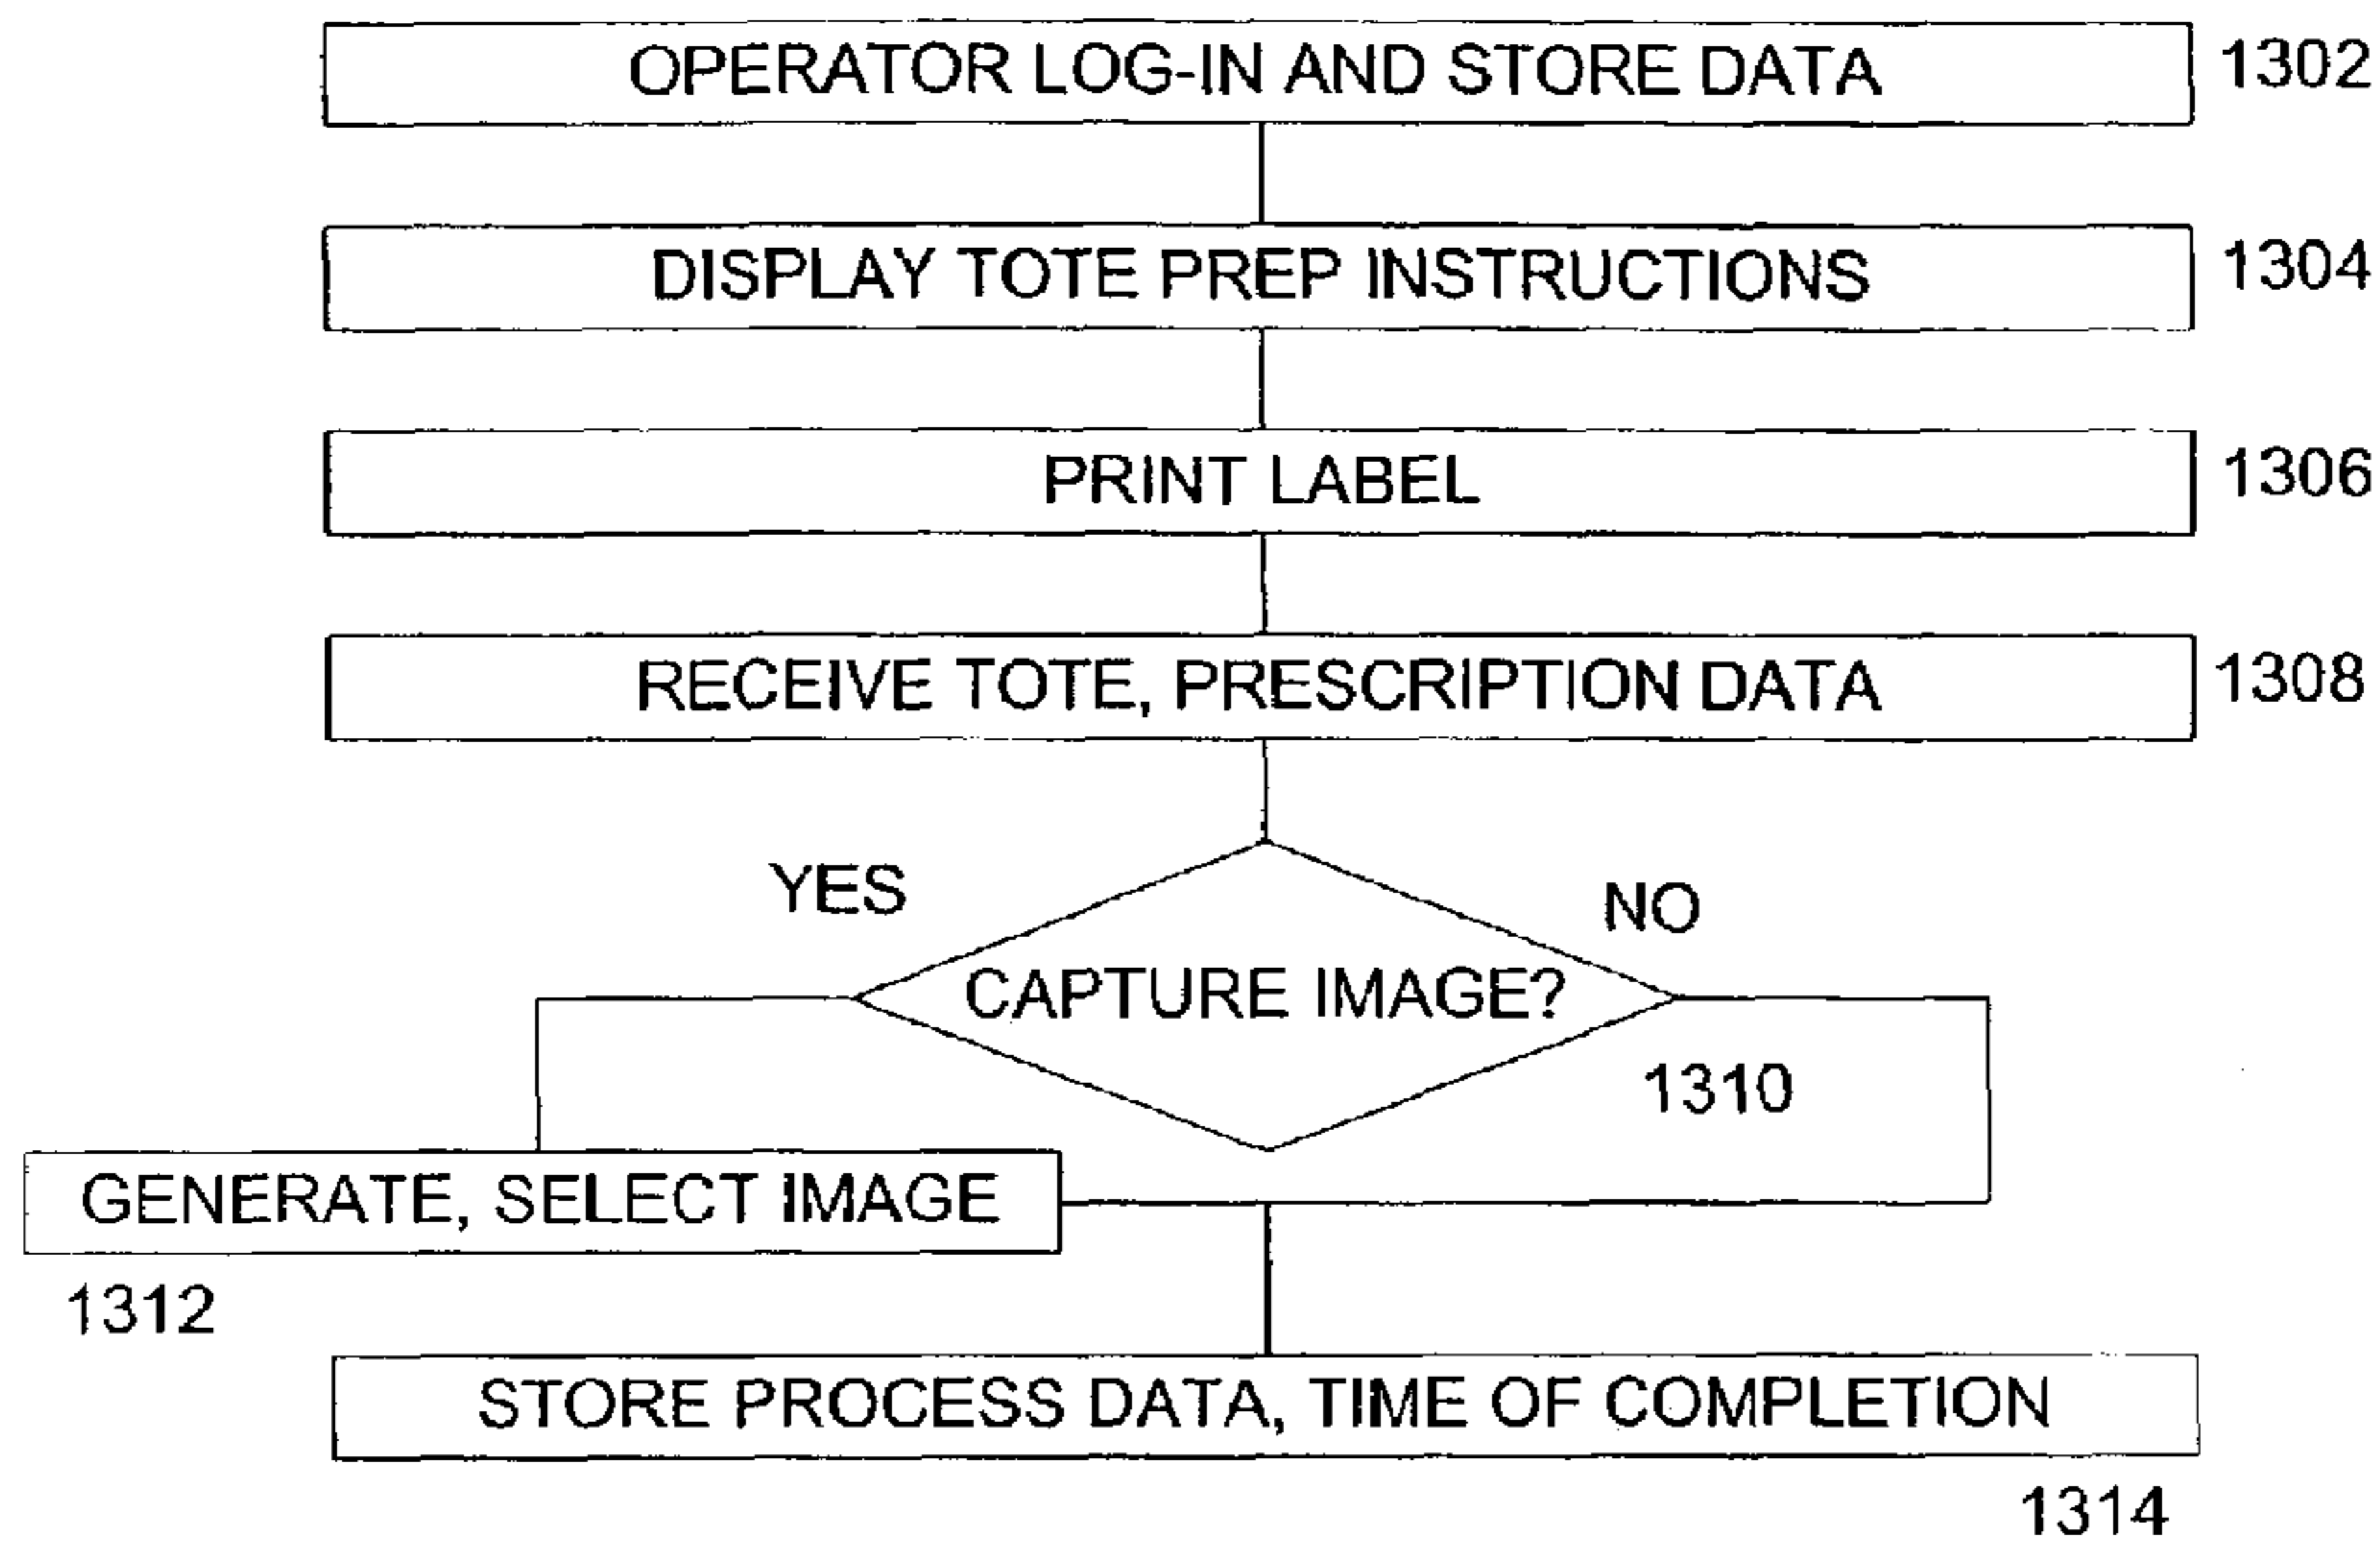 OPERATOR LOG-IN AND STORE DATA 1302
DISPLAY TOTE PREP INSTRUCTIONS 1304
PRINT LABEL 1306
RECEIVE TOTE, PRESCRIPTION DATA 1308
YES
NO
CAPTURE IMAGE?
1310
GENERATE, SELECT IMAGE
1312
STORE PROCESS DATA, TIME OF COMPLETION
1314